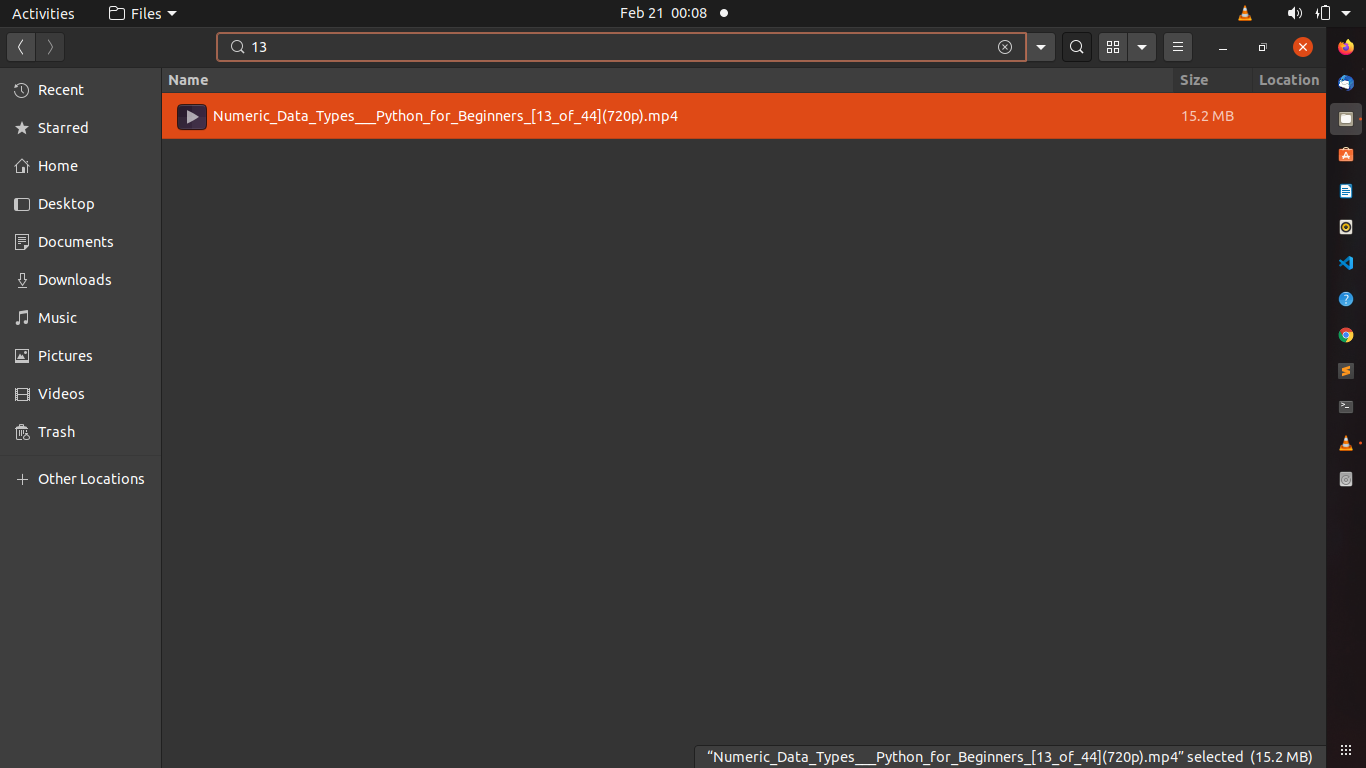 Activities Files Feb 21 00:08
13
Name Size Location
Numeric_Data_Types___Python_for_Beginners_[13_of_44](720p).mp4 15.2 MB
Recent
Starred
Home
Desktop
Documents
Downloads
Music
Pictures
Videos
Trash
Other Locations
“Numeric_Data_Types___Python_for_Beginners_[13_of_44](720p).mp4” selected (15.2 MB)